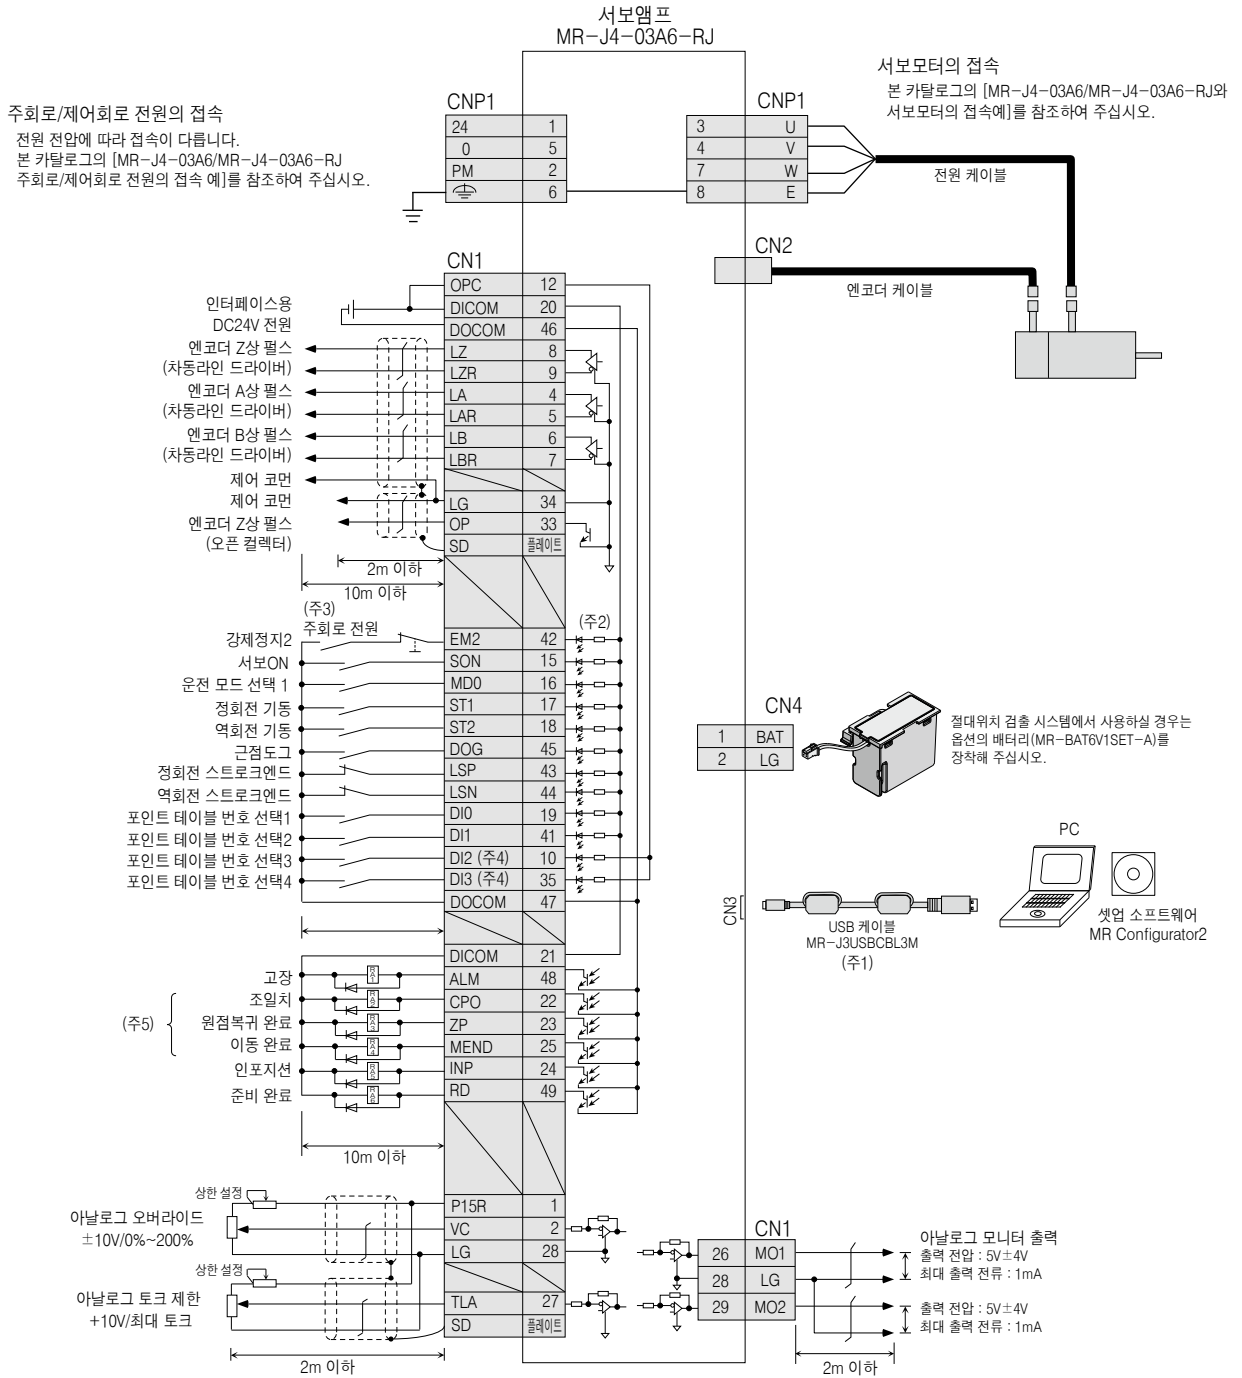 서보앰프
MR-J4-03A6-RJ
서보모터의 접속
본 카탈로그의 [MR-J4-03A6/MR-J4-03A6-RJ와
서보모터의 접속예]를 참조하여 주십시오.
주회로/제어회로 전원의 접속
전원 전압에 따라 접속이 다릅니다.
본 카탈로그의 [MR-J4-03A6/MR-J4-03A6-RJ
주회로/제어회로 전원의 접속 예]를 참조하여 주십시오.
CNP1
24 1
0 5
PM 2
6
CNP1
3 U
4 V
7 W
8 E
전원 케이블
CN2
엔코더 케이블
CN1
OPC 12
인터페이스용
DC24V 전원
DICOM 20
DOCOM 46
엔코더 Z상 펄스
(차동라인 드라이버)
LZ 8
LZR 9
엔코더 A상 펄스
(차동라인 드라이버)
LA 4
LAR 5
엔코더 B상 펄스
(차동라인 드라이버)
LB 6
LBR 7
제어 코먼
제어 코먼 LG 34
엔코더 Z상 펄스
(오픈 컬렉터)
OP 33
SD 플레이트
2m 이하
10m 이하
(주3)
주회로 전원
(주2)
강제정지2 EM2 42
서보ON SON 15
운전 모드 선택 1 MD0 16
정회전 기동 ST1 17
역회전 기동 ST2 18
근점도그 DOG 45
정회전 스트로크엔드 LSP 43
역회전 스트로크엔드 LSN 44
포인트 테이블 번호 선택1 DI0 19
포인트 테이블 번호 선택2 DI1 41
포인트 테이블 번호 선택3 DI2 (주4) 10
포인트 테이블 번호 선택4 DI3 (주4) 35
DOCOM 47
CN4
1 BAT
2 LG
절대위치 검출 시스템에서 사용하실 경우는
옵션의 배터리(MR-BAT6V1SET-A)를
장착해 주십시오.
PC
CN3
USB 케이블
MR-J3USBCBL3M
(주1)
셋업 소프트웨어
MR Configurator2
DICOM 21
고장 RA1 ALM 48
(주5)
조일치 RA2 CPO 22
원점복귀 완료 RA3 ZP 23
이동 완료 RA4 MEND 25
인포지션 RA5 INP 24
준비 완료 RA6 RD 49
10m 이하
상한 설정
아날로그 오버라이드
±10V/0%~200%
P15R 1
VC 2
LG 28
상한 설정
아날로그 토크 제한
+10V/최대 토크
TLA 27
SD 플레이트
2m 이하
CN1
26 MO1
28 LG
29 MO2
아날로그 모니터 출력
출력 전압 : 5V±4V
최대 출력 전류 : 1mA
출력 전압 : 5V±4V
최대 출력 전류 : 1mA
2m 이하